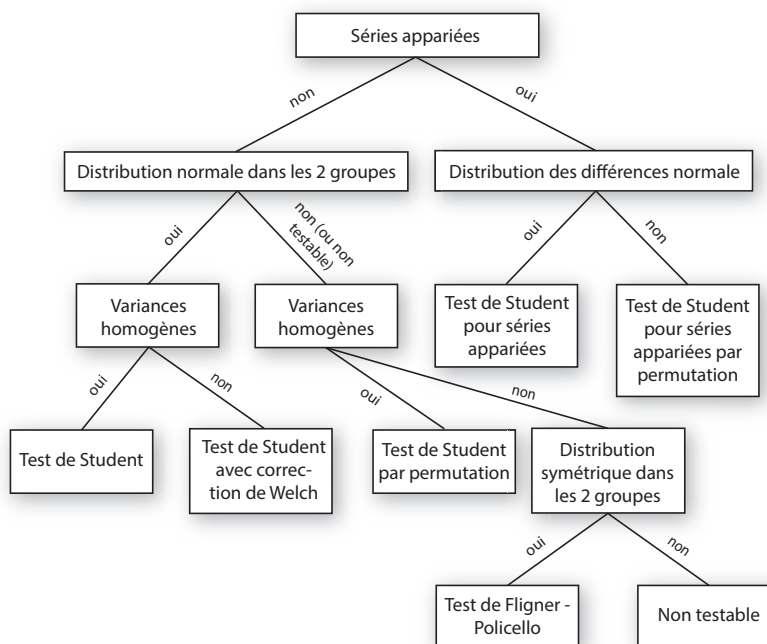 Séries appariées
non
oui
Distribution normale dans les 2 groupes
Distribution des différences normale
oui
non (ou non
testable)
oui
non
Variances
homogènes
Variances
homogènes
Test de Student
pour séries
appariées
Test de Student
pour séries
appariées par
permutation
oui
non
oui
non
Test de Student
Test de Student
avec correc-
tion de Welch
Test de Student
par permutation
Distribution
symétrique dans
les 2 groupes
oui
non
Test de Fligner -
Policello
Non testable